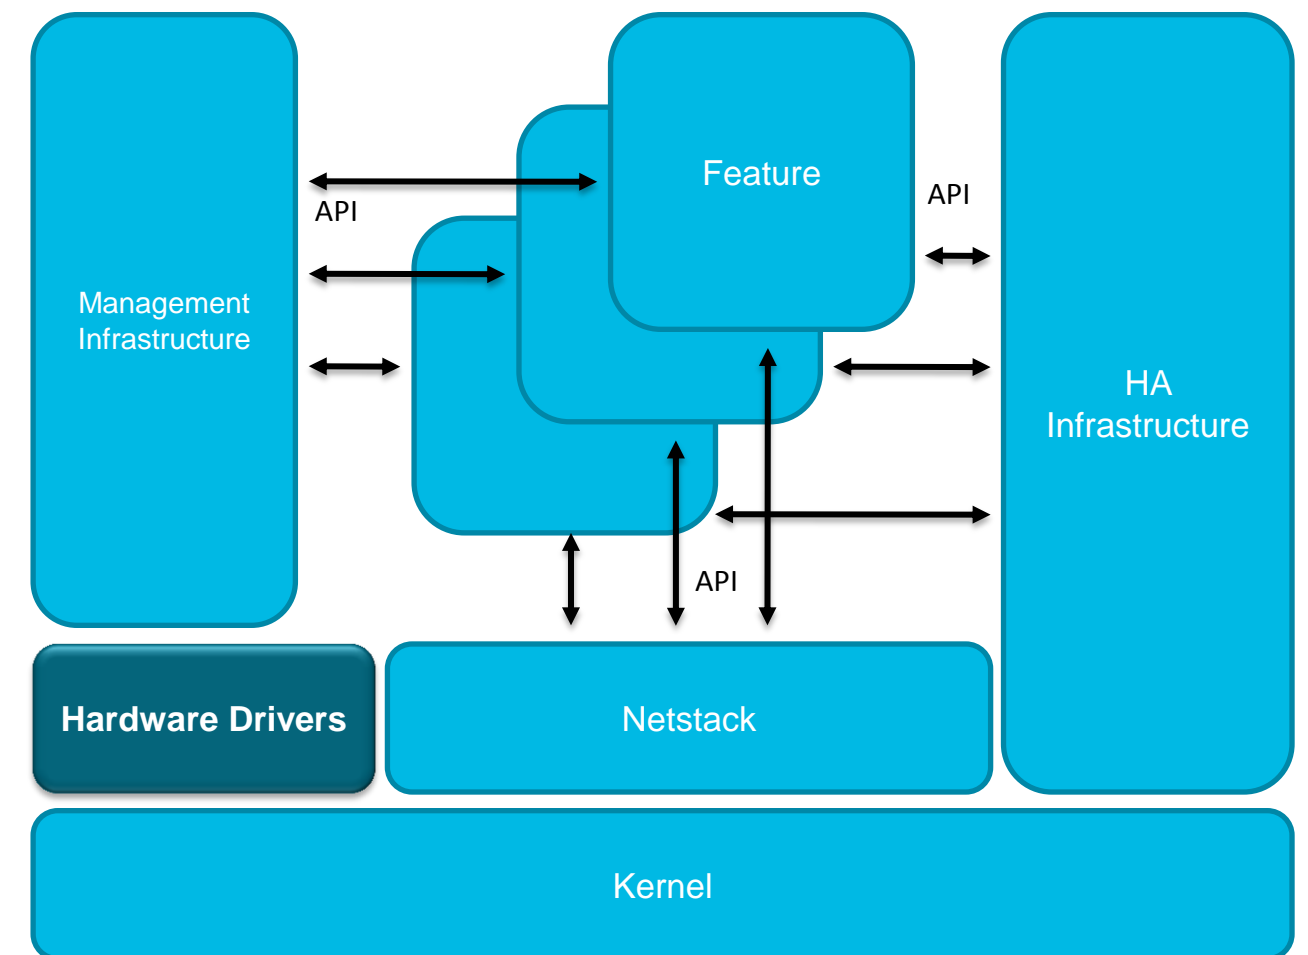 Feature
API
API
Management
Infrastructure
HA
Infrastructure
API
Hardware Drivers
Netstack
Kernel